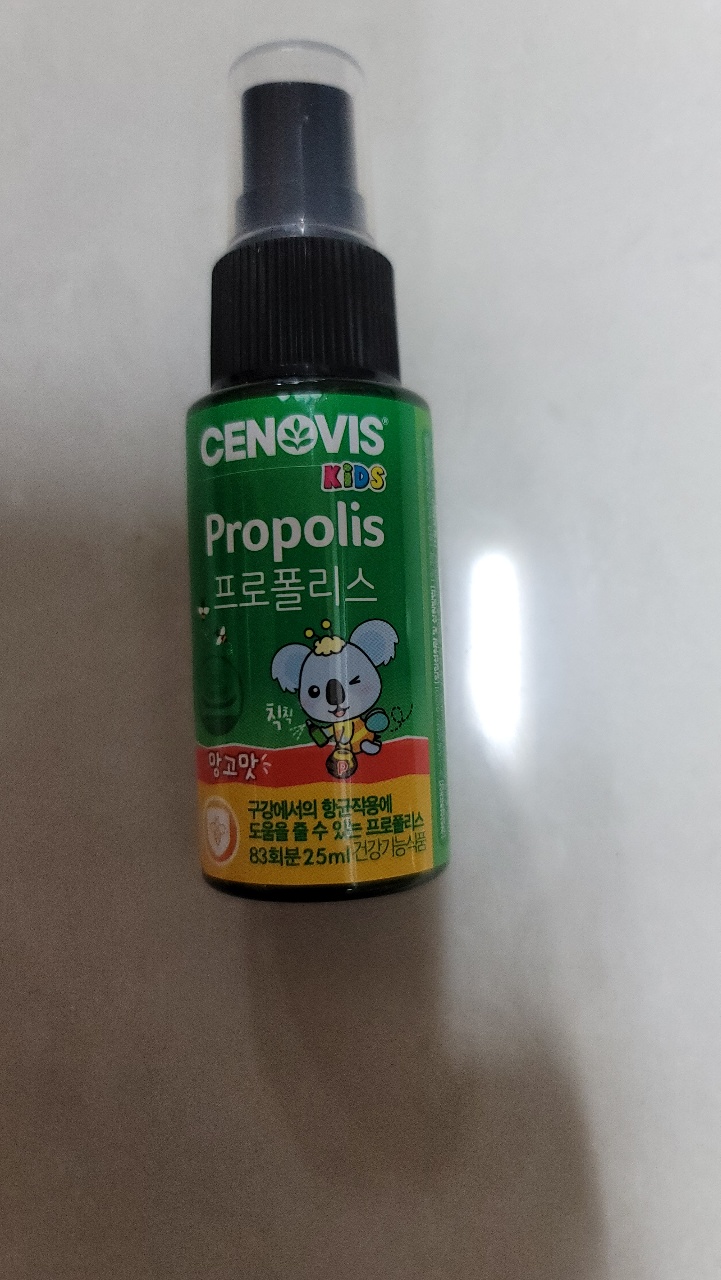 CENOVIS®
KiDS
Propolis
프로폴리스
칙칙
망고맛
P
구강에서의 항균작용에
도움을 줄 수 있는 프로폴리스
83회분 25ml 건강기능식품